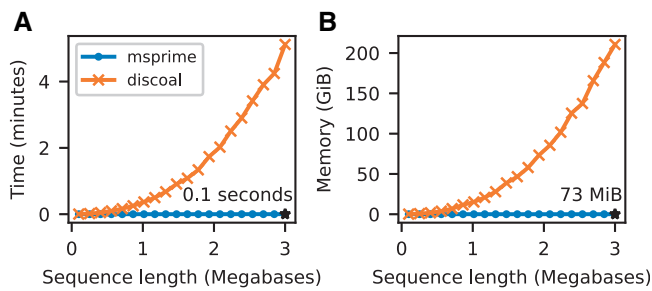 A
Time (minutes)
4
2
0
msprime
discoal
0.1 seconds
0
1
2
3
Sequence length (Megabases)
B
Memory (GiB)
200
150
100
50
0
73 MiB
0
1
2
3
Sequence length (Megabases)